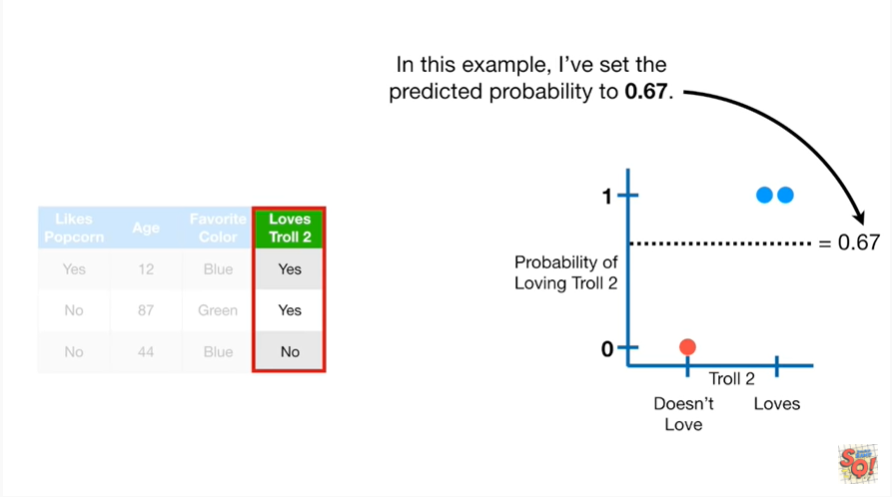 In this example, I've set the
predicted probability to 0.67.
Likes Popcorn Age Favorite Color Loves Troll 2
Yes 12 Blue Yes
No 87 Green Yes
No 44 Blue No
1
= 0.67
Probability of
Loving Troll 2
0
Troll 2
Doesn't Love
Loves
SQ!